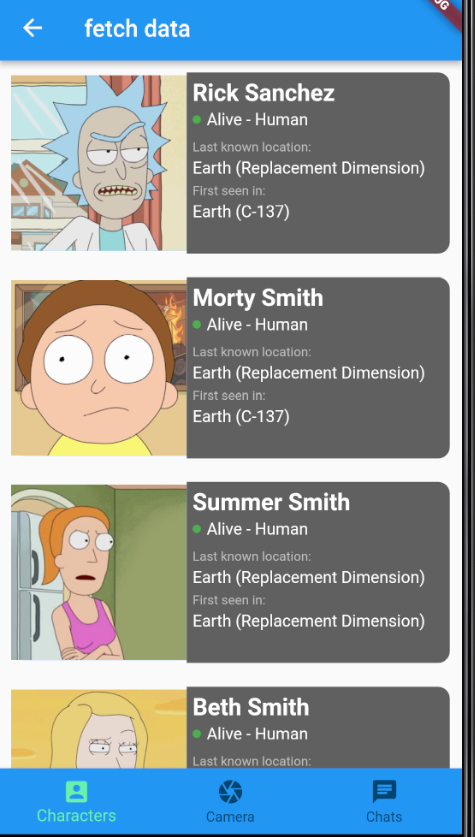 fetch data
Rick Sanchez
Alive - Human
Last known location:
Earth (Replacement Dimension)
First seen in:
Earth (C-137)
Morty Smith
Alive - Human
Last known location:
Earth (Replacement Dimension)
First seen in:
Earth (C-137)
Summer Smith
Alive - Human
Last known location:
Earth (Replacement Dimension)
First seen in:
Earth (Replacement Dimension)
Beth Smith
Alive - Human
Last known location:
Characters
Camera
Chats